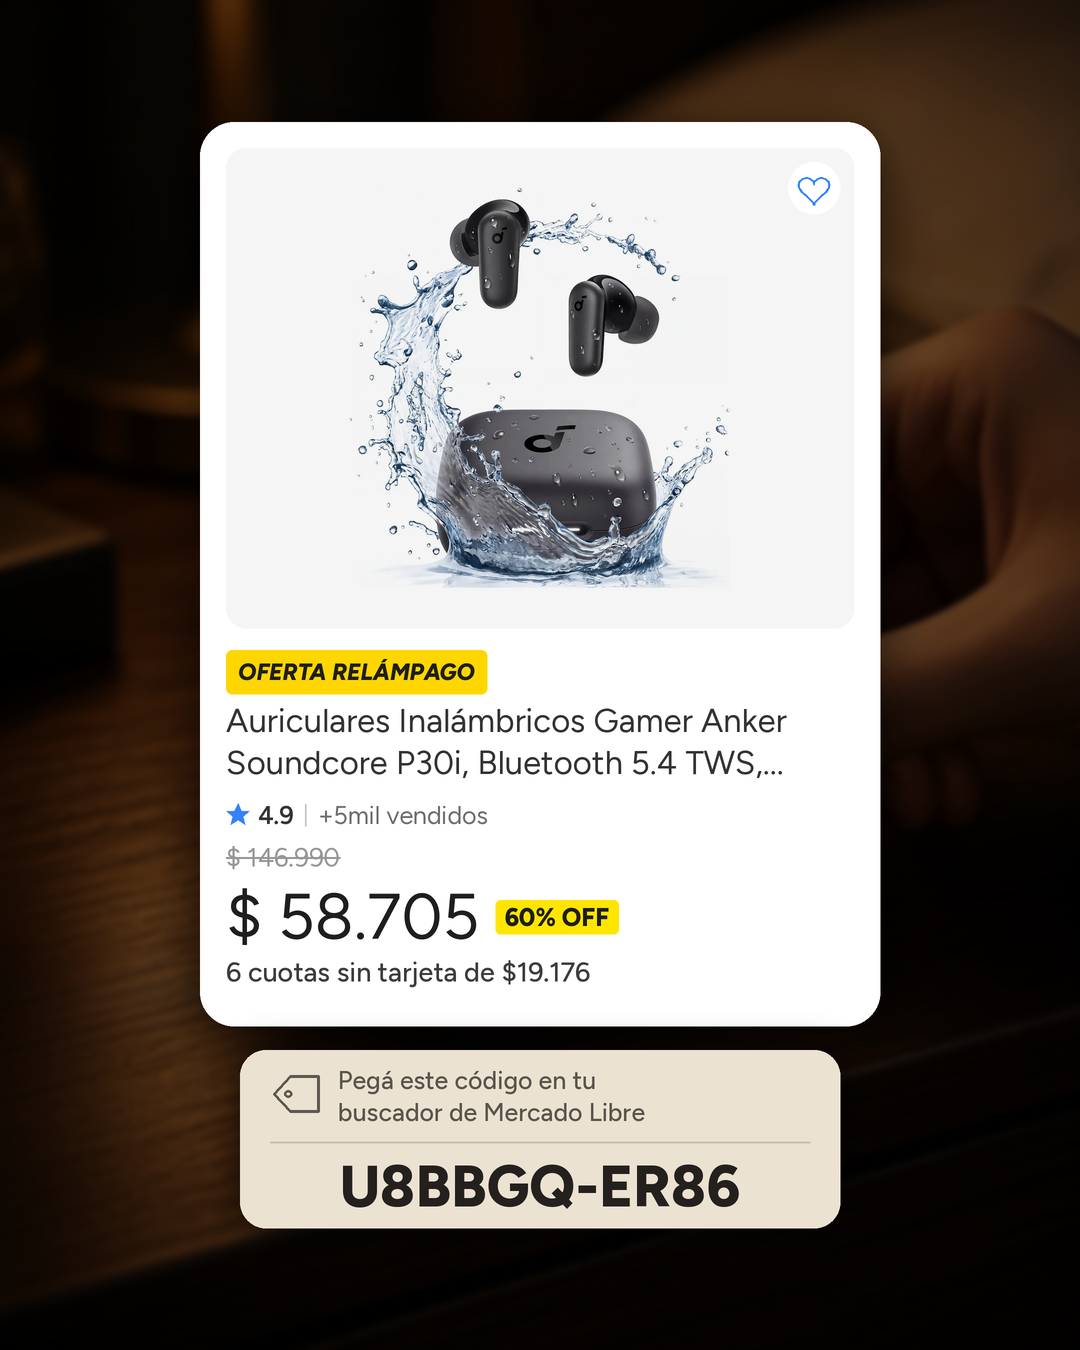 OFERTA RELÁMPAGO
Auriculares Inalámbricos Gamer Anker
Soundcore P30i, Bluetooth 5.4 TWS,...
4.9 | +5mil vendidos
$ 146.990
$ 58.705 60% OFF
6 cuotas sin tarjeta de $19.176
Pegá este código en tu
buscador de Mercado Libre
U8BBGQ-ER86